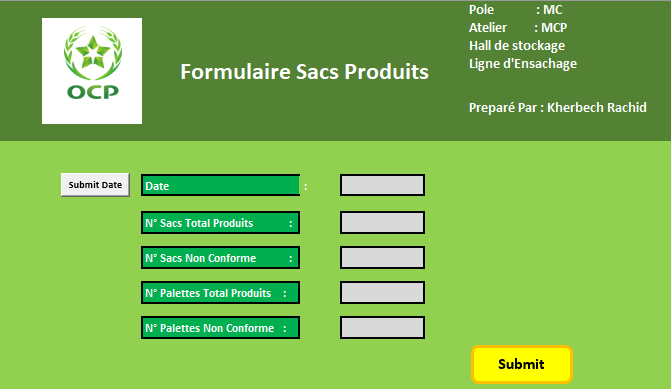 Pole : MC
Atelier : MCP
Hall de stockage
Ligne d'Ensachage
OCP
Formulaire Sacs Produits
Preparé Par : Kherbech Rachid
Submit Date
Date :
N° Sacs Total Produits :
N° Sacs Non Conforme :
N° Palettes Total Produits :
N° Palettes Non Conforme :
Submit